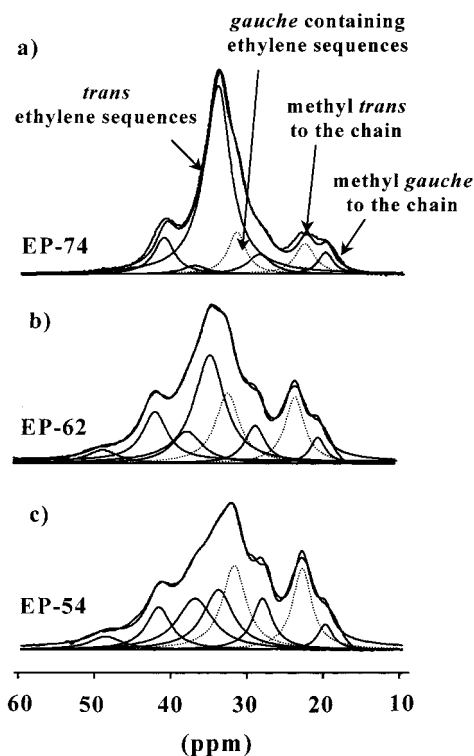 a)
gauche containing
ethylene sequences
trans
ethylene sequences
methyl trans
to the chain
methyl gauche
to the chain
EP-74
b)
EP-62
c)
EP-54
60 50 40 30 20 10
(ppm)